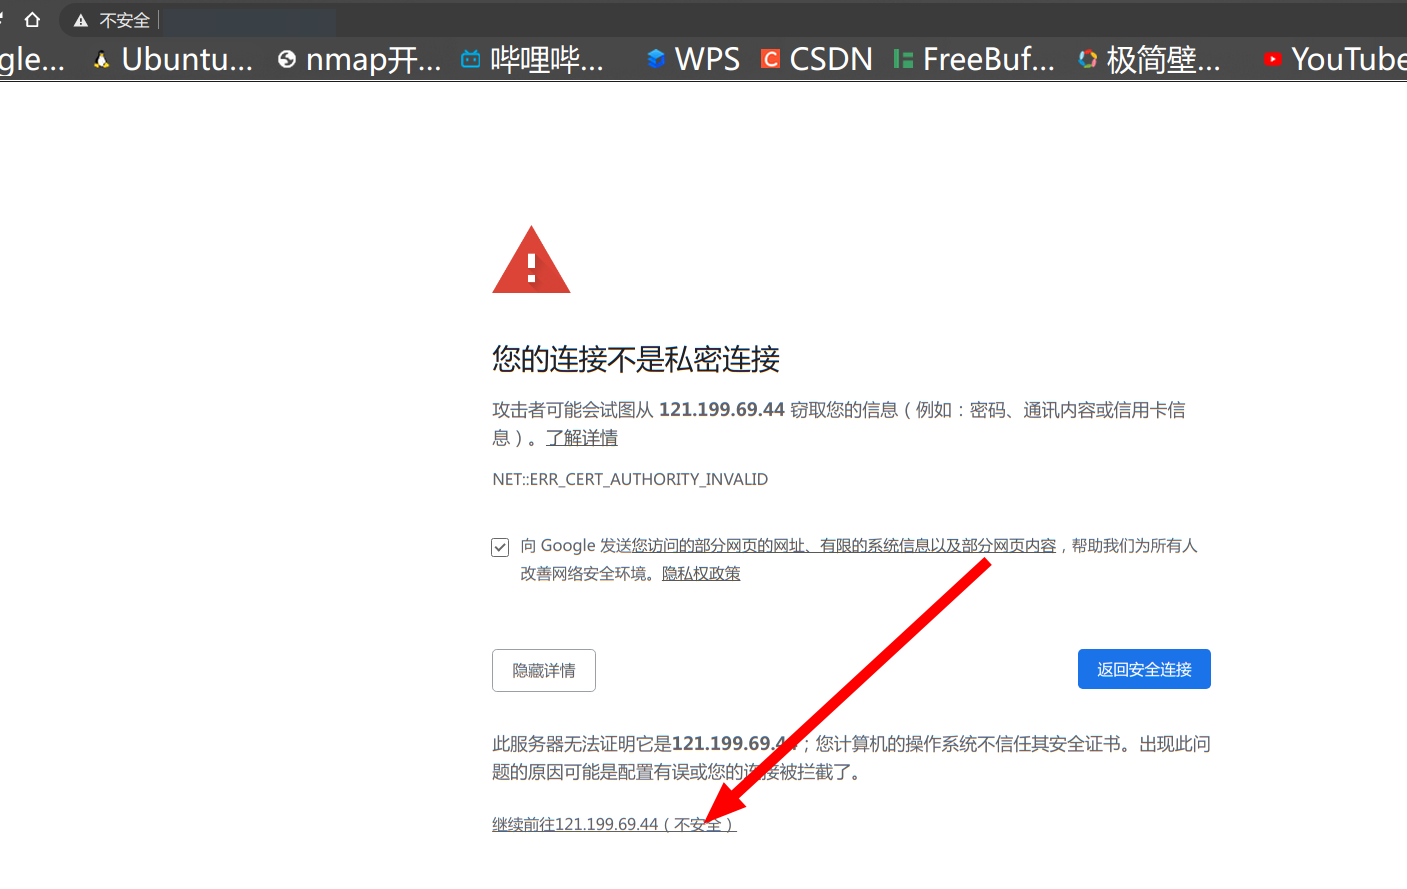 不安全
gle... Ubuntu... nmap开... 哔哩哔... WPS CSDN FreeBuf... 极简壁... YouTube
您的连接不是私密连接
攻击者可能会试图从 121.199.69.44 窃取您的信息（例如：密码、通讯内容或信用卡信
息）。了解详情
NET::ERR_CERT_AUTHORITY_INVALID
向 Google 发送您访问的部分网页的网址、有限的系统信息以及部分网页内容，帮助我们为所有人
改善网络安全环境。隐私权政策
隐藏详情 返回安全连接
此服务器无法证明它是121.199.69.44；您计算机的操作系统不信任其安全证书。出现此问
题的原因可能是配置有误或您的连接被拦截了。
继续前往121.199.69.44（不安全）